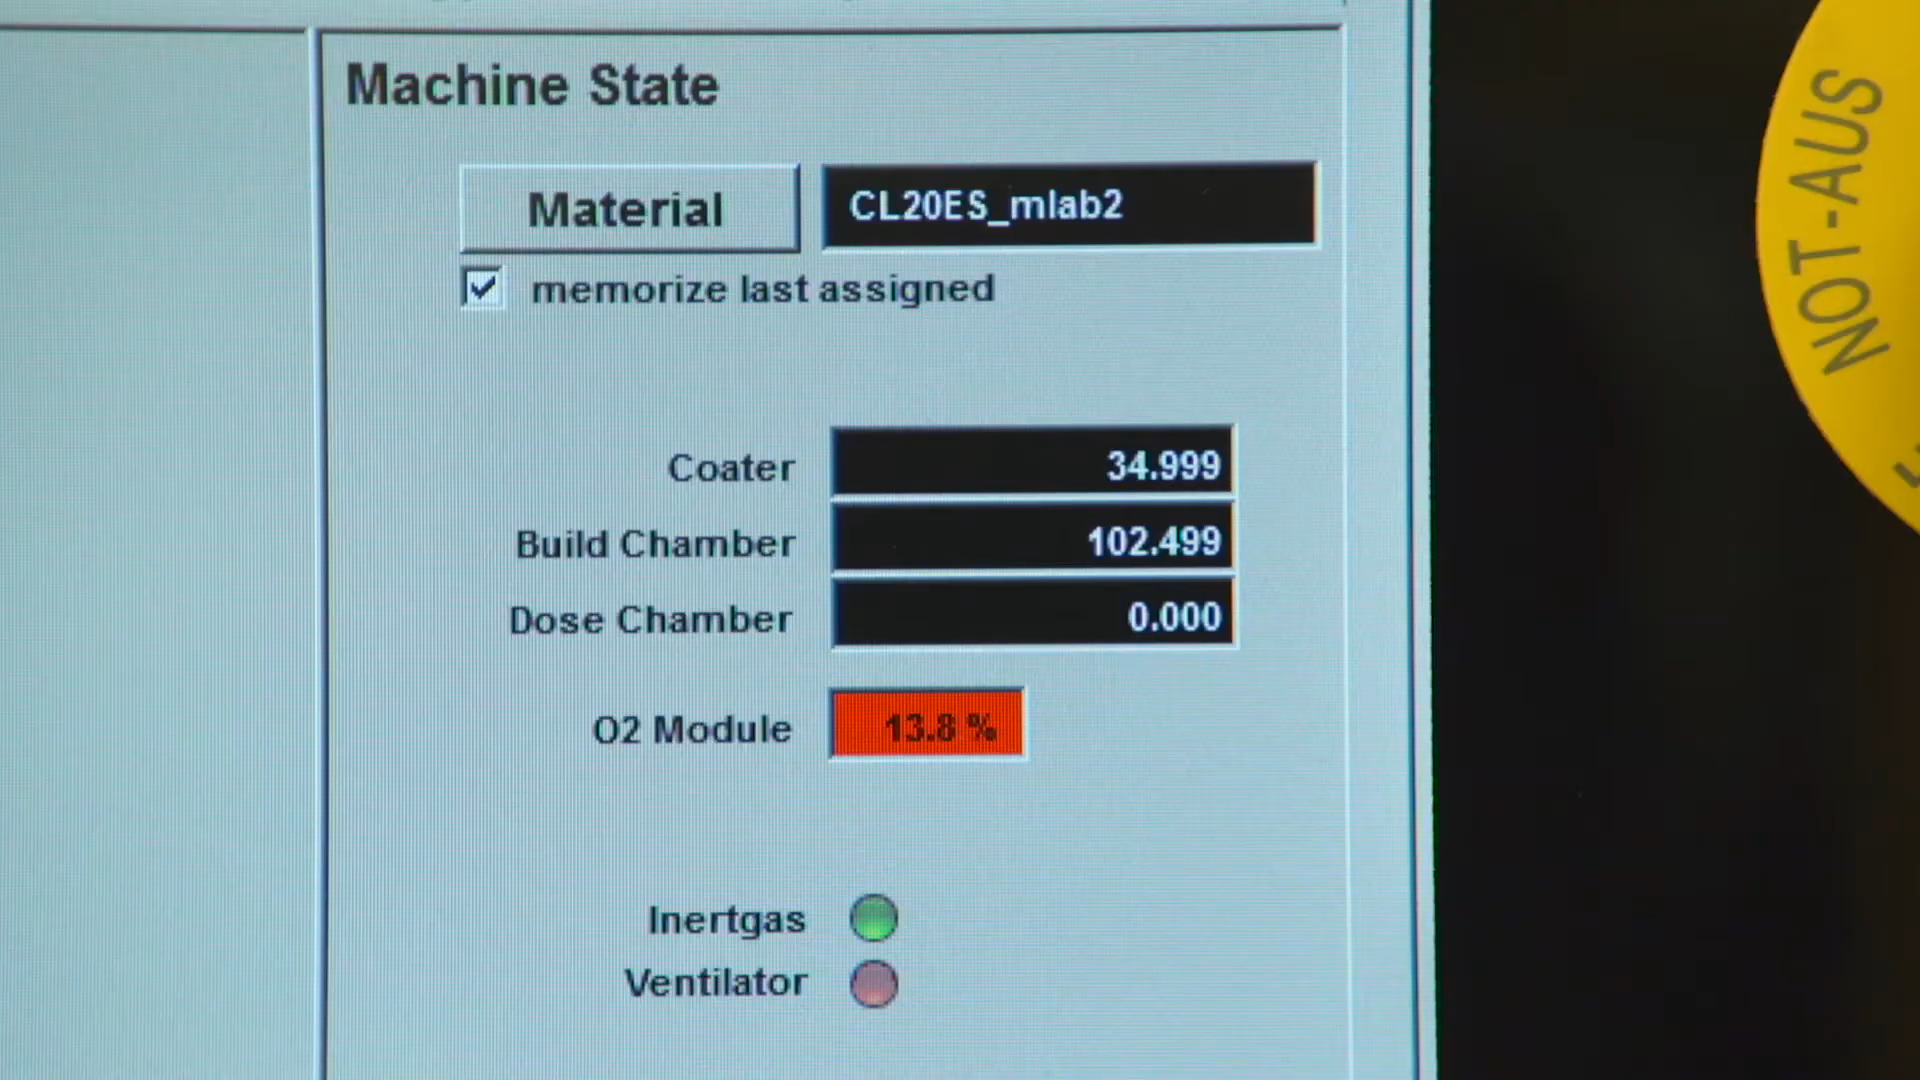 Machine State
Material
CL20ES_mlab2
memorize last assigned
Coater 34.999
Build Chamber 102.499
Dose Chamber 0.000
O2 Module 13.8 %
Inertgas
Ventilator
NOT-AUS